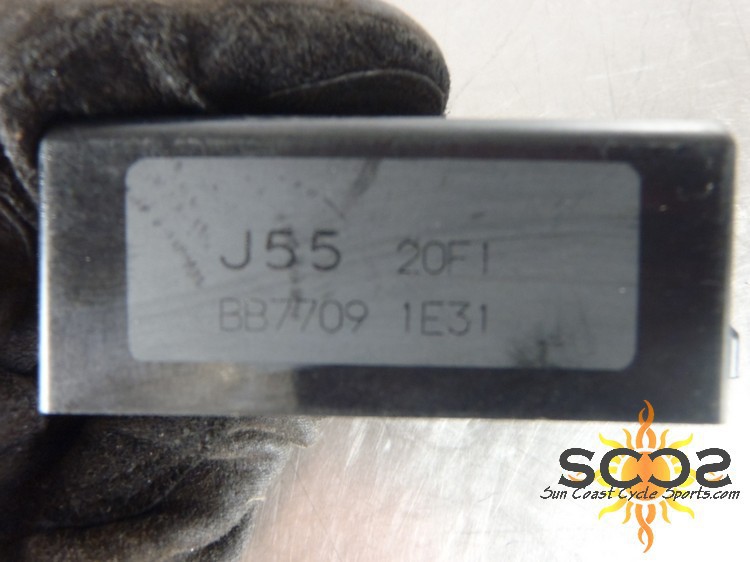 J55 20F1
BB7709 1E31
SCCS
Sun Coast Cycle Sports.com